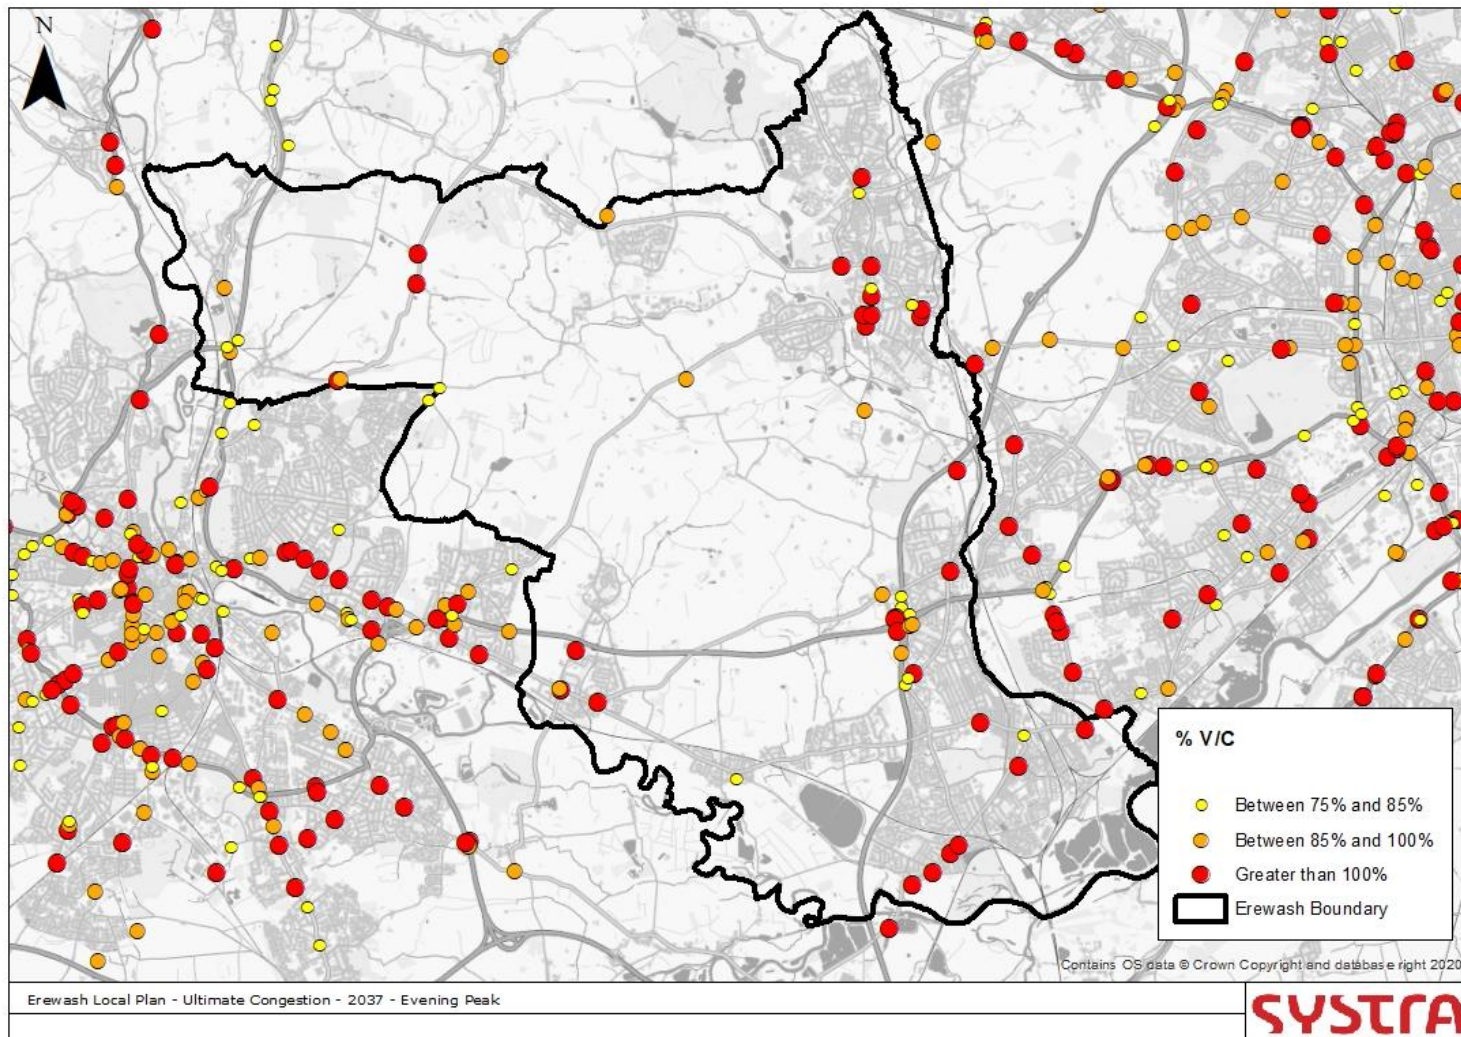 N
% V/C
Between 75% and 85%
Between 85% and 100%
Greater than 100%
Erewash Boundary
Contains OS data © Crown Copyright and database right 2020
Erewash Local Plan - Ultimate Congestion - 2037 - Evening Peak
SYSTRA